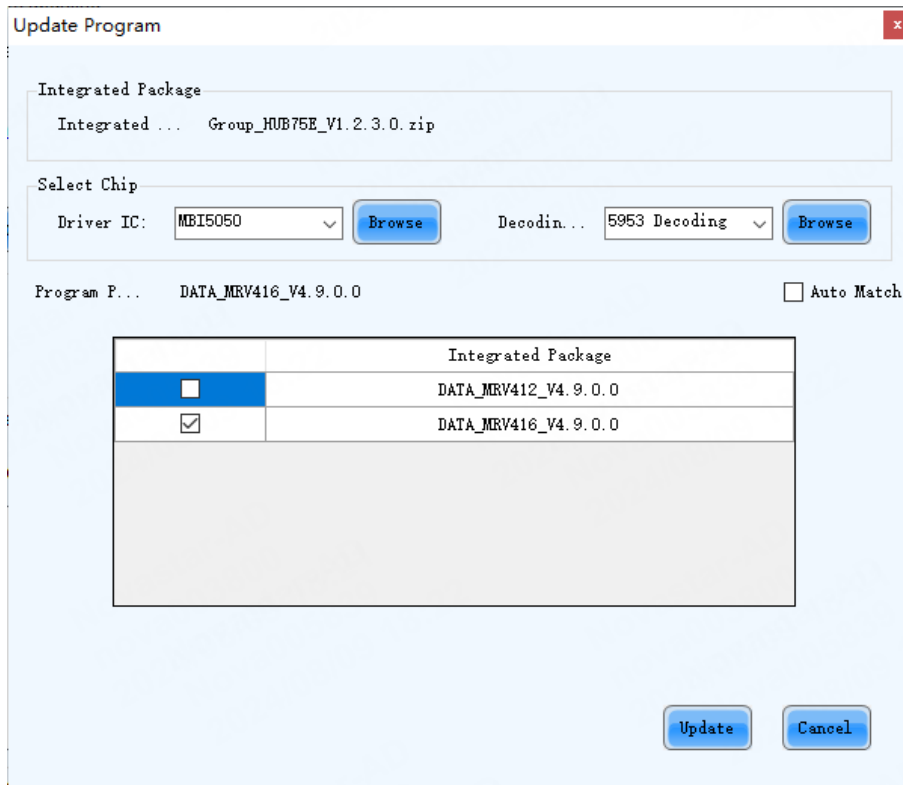 Update Program
x
Integrated Package
Integrated ... Group_HUB75E_V1.2.3.0.zip
Select Chip
Driver IC: MBI5050 Browse Decodin... 5953 Decoding Browse
Program P... DATA_MRV416_V4.9.0.0 Auto Match
Integrated Package
DATA_MRV412_V4.9.0.0
DATA_MRV416_V4.9.0.0
Update Cancel